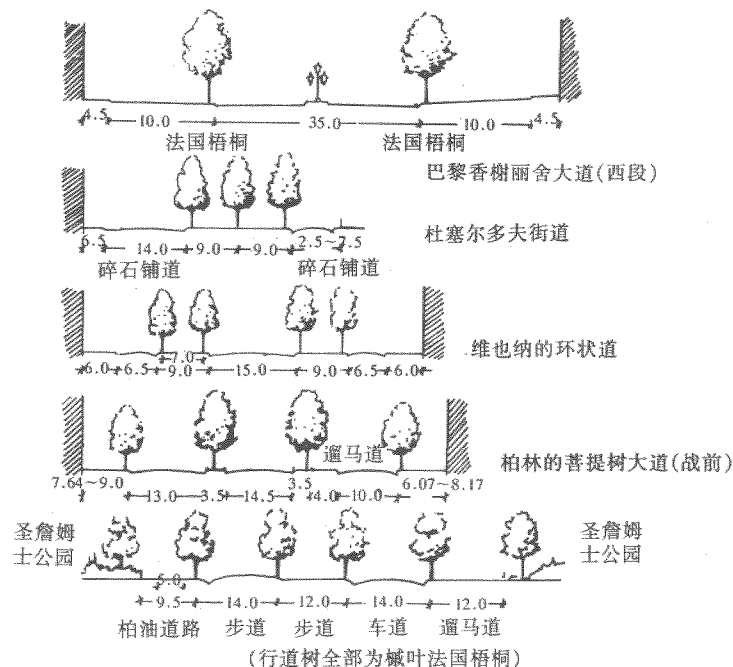 4.5 10.0 35.0 10.0 4.5
法国梧桐 法国梧桐
巴黎香榭丽舍大道(西段)
6.5 14.0 9.0 9.0 2.5~7.5
杜塞尔多夫街道
碎石铺道 碎石铺道
7.0
维也纳的环状道
6.0 6.5 9.0 15.0 9.0 6.5 6.0
遛马道
柏林的菩提树大道(战前)
7.64~9.0 3.5 6.07~8.17
13.0 3.5 14.5 4.0 10.0
圣詹姆 圣詹姆
士公园 士公园
5.0
9.5 14.0 12.0 14.0 12.0
柏油道路 步道 步道 车道 遛马道
(行道树全部为槭叶法国梧桐)